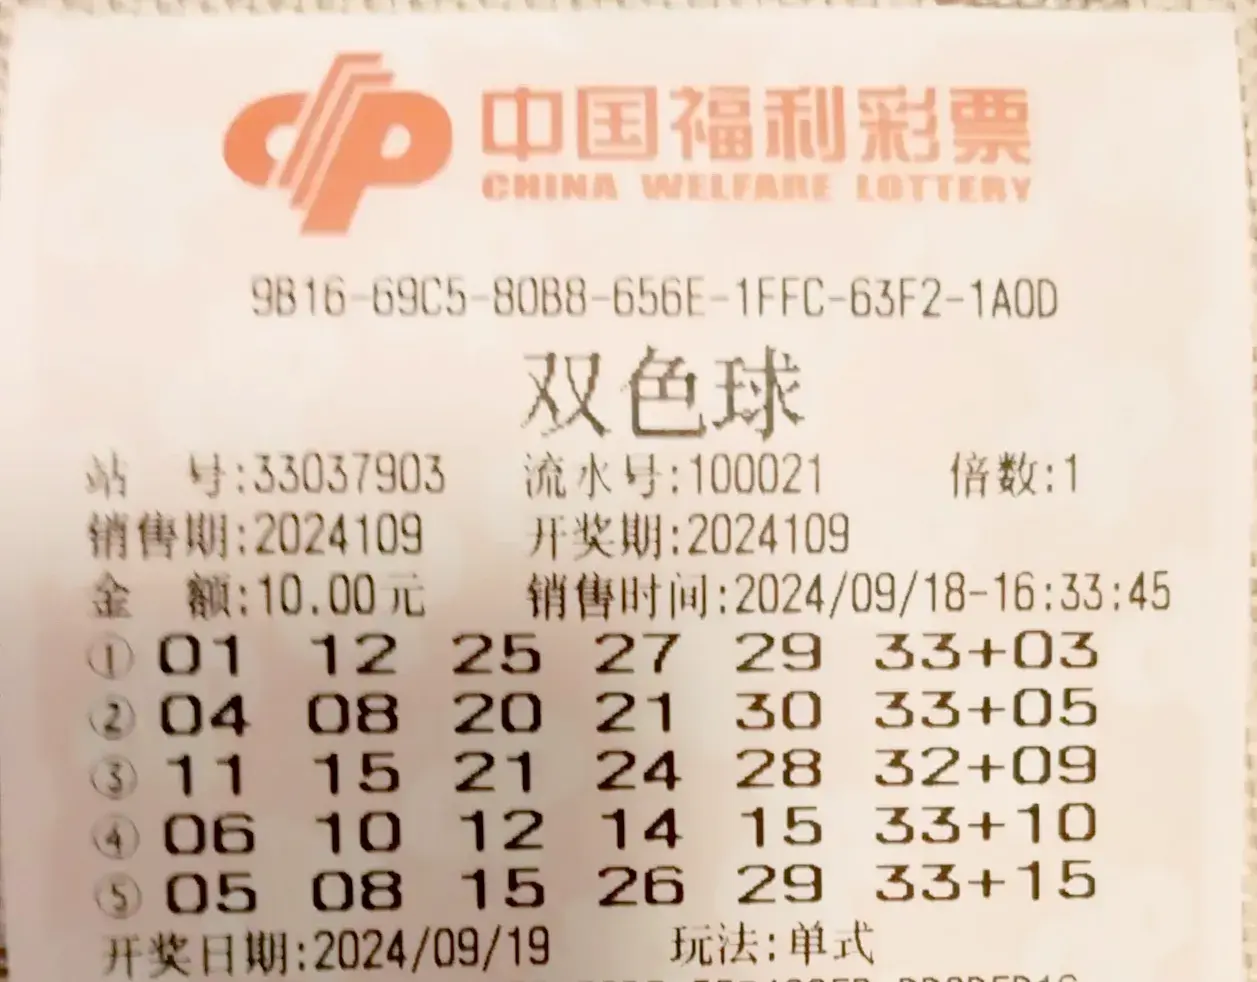 中国福利彩票
CHINA WELFARE LOTTERY
9B16-69C5-80B8-656E-1FFC-63F2-1A0D
双色球
站 号:33037903 流水号:100021 倍数:1
销售期:2024109 开奖期:2024109
金 额:10.00元 销售时间:2024/09/18-16:33:45
① 01 12 25 27 29 33+03
② 04 08 20 21 30 33+05
③ 11 15 21 24 28 32+09
④ 06 10 12 14 15 33+10
⑤ 05 08 15 26 29 33+15
开奖日期:2024/09/19 玩法:单式